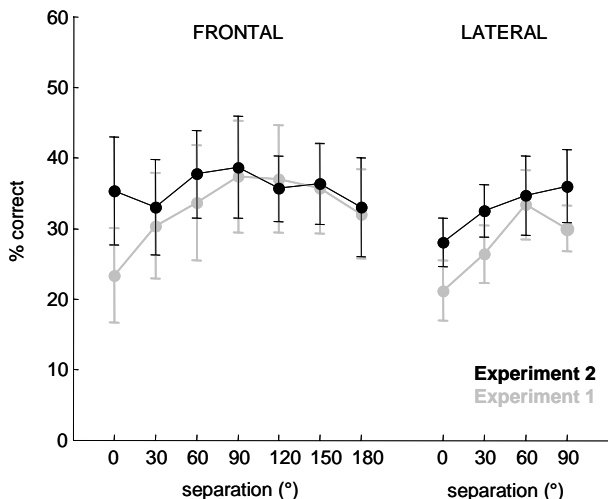 FRONTAL LATERAL
60
50
40
30
20
10
0
% correct
Experiment 2
Experiment 1
0 30 60 90 120 150 180 0 30 60 90
separation (°) separation (°)